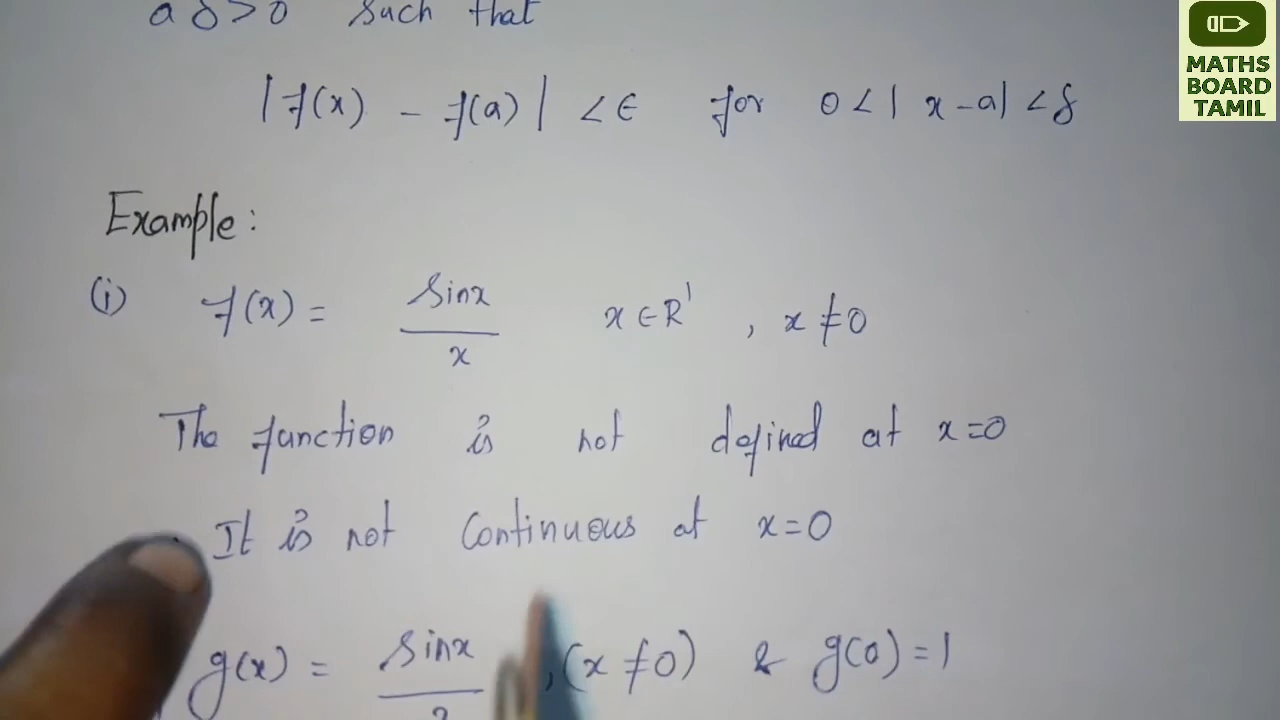 a δ > 0 such that
| f(x) - f(a) | < ϵ for 0 < | x - a | < δ
Example:
(i) f(x) = sinx / x x ∈ R¹ , x ≠ 0
The function is not defined at x=0
It is not continuous at x=0
g(x) = sinx , (x ≠ 0) & g(0) = 1
MATHS
BOARD
TAMIL